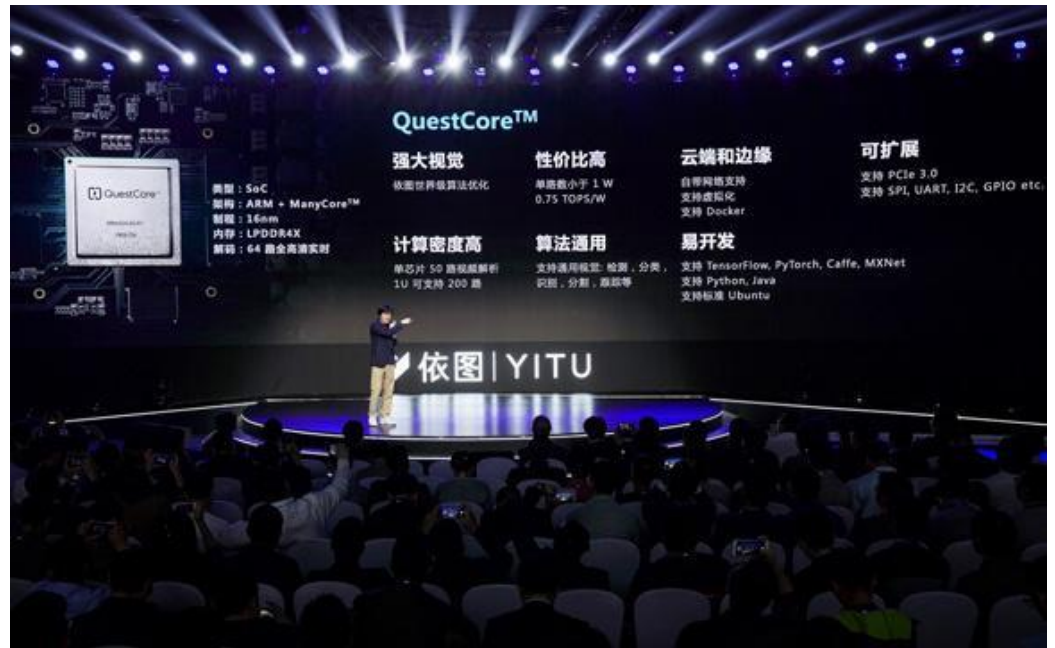 QuestCore™
QuestCore™
类型：SoC
架构：ARM + ManyCore™
制程：16nm
内存：LPDDR4X
解码：64 路全高清实时
强大视觉
依图世界级算法优化
性价比高
单路数小于 1 W
0.75 TOPS/W
云端和边缘
自带网络支持
支持虚拟化
支持 Docker
可扩展
支持 PCIe 3.0
支持 SPI, UART, I2C, GPIO etc.
计算密度高
单芯片 50 路视频解析
1U 可支持 200 路
算法通用
支持通用视觉: 检测，分类，
识别，分割，跟踪等
易开发
支持 TensorFlow, PyTorch, Caffe, MXNet
支持 Python, Java
支持标准 Ubuntu
依图 | YITU